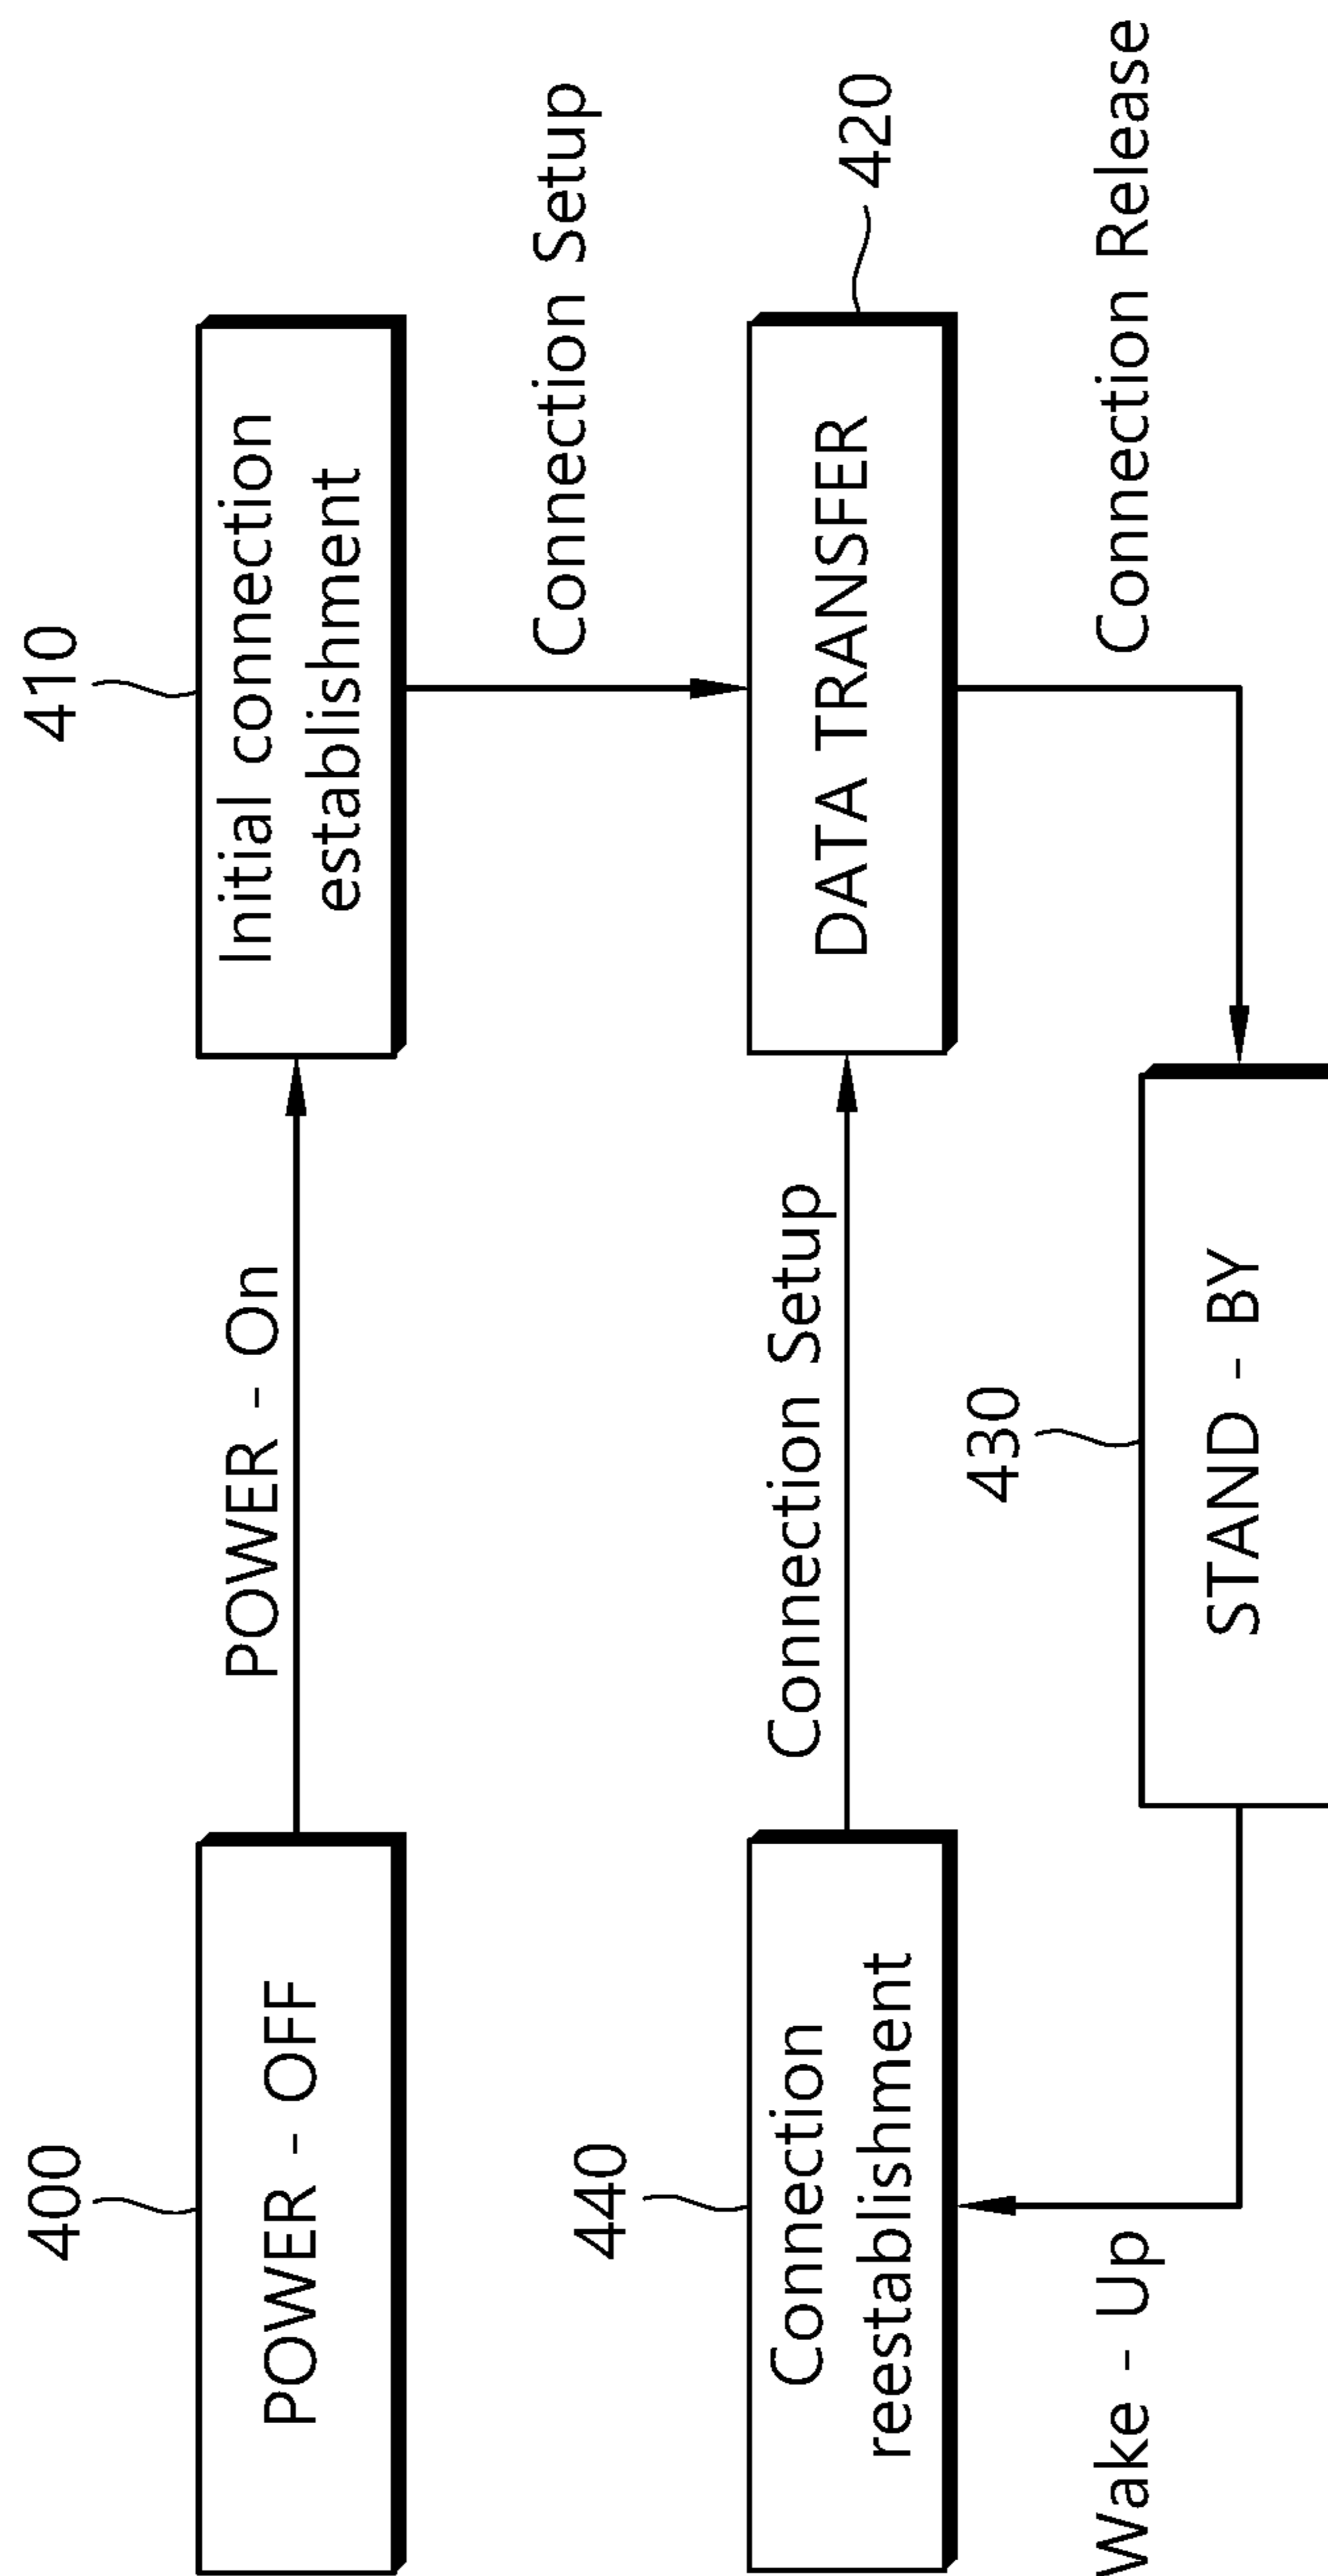 400
POWER - OFF
POWER - On
410
Initial connection
establishment
Connection Setup
440
Connection
reestablishment
Connection Setup
DATA TRANSFER
420
Wake - Up
430
STAND - BY
Connection Release